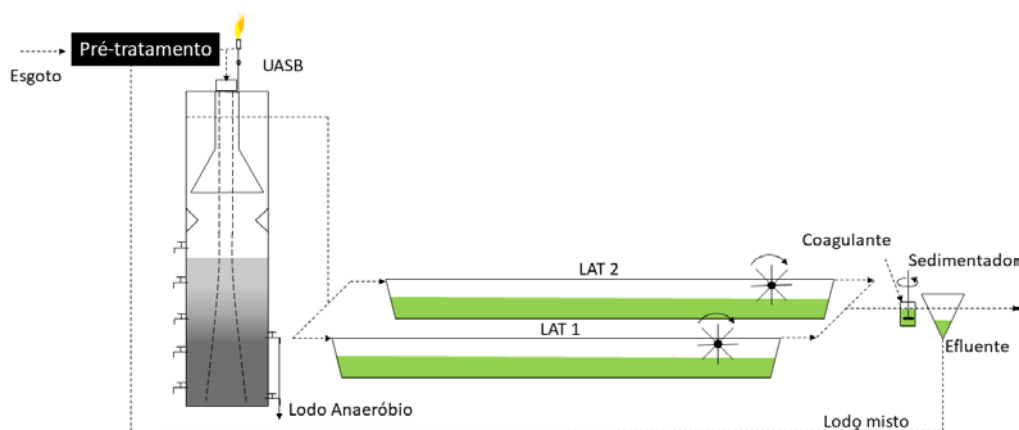 Pré-tratamento
Esgoto
UASB
Coagulante
Sedimentador
LAT 2
LAT 1
Efluente
Lodo Anaeróbio
Lodo misto